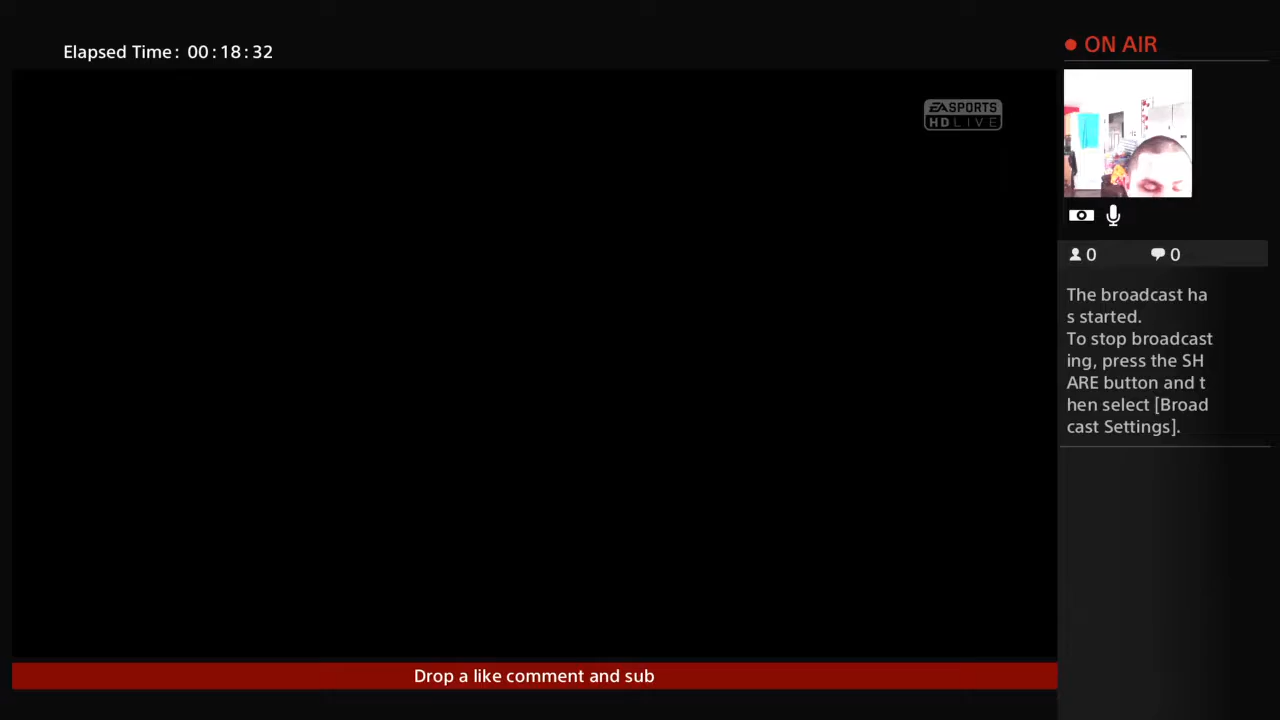 Elapsed Time: 00:18:32
ON AIR
EA SPORTS
HD LIVE
0 0
The broadcast ha
s started.
To stop broadcast
ing, press the SH
ARE button and t
hen select [Broad
cast Settings].
Drop a like comment and sub